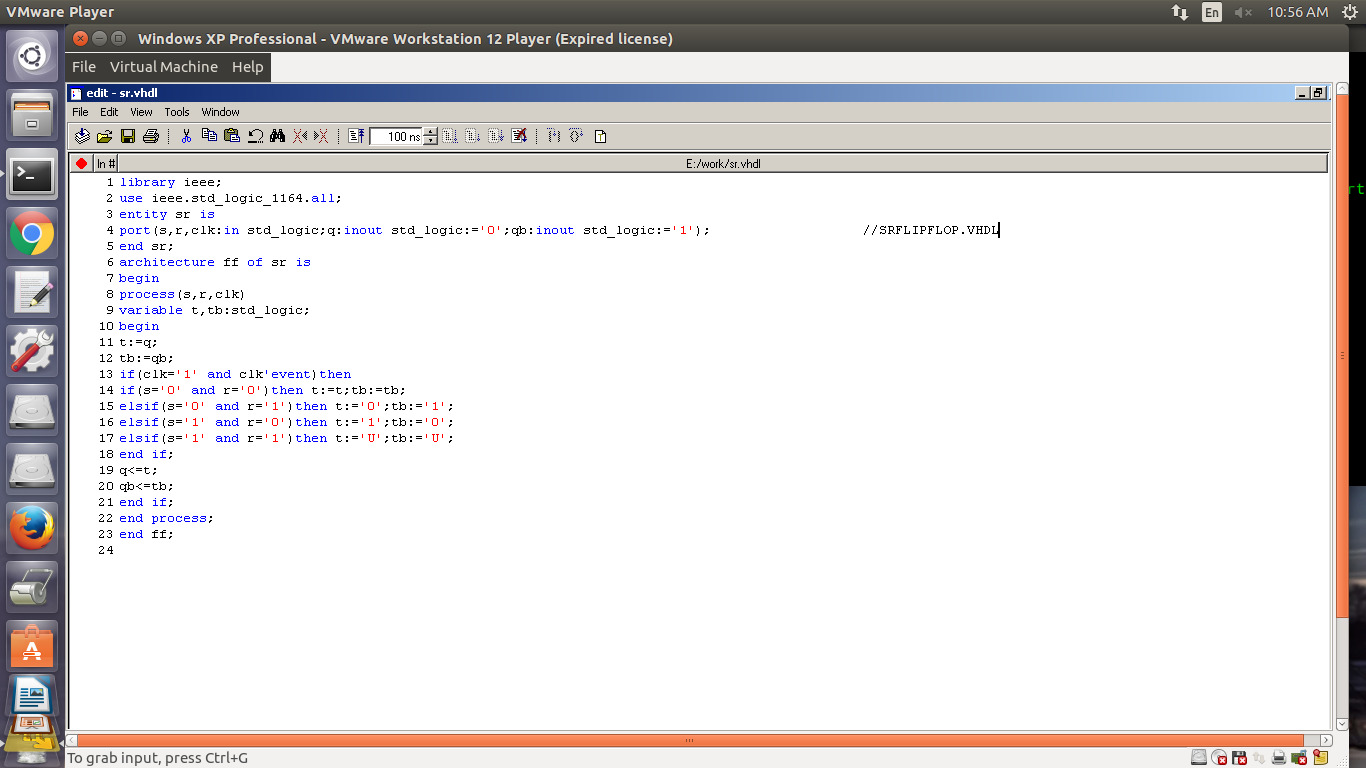 VMware Player
En
10:56 AM
Windows XP Professional - VMware Workstation 12 Player (Expired license)
File Virtual Machine Help
edit - sr.vhdl
File Edit View Tools Window
100 ns
ln # E:/work/sr.vhdl
1 library ieee;
2 use ieee.std_logic_1164.all;
3 entity sr is
4 port(s,r,clk:in std_logic;q:inout std_logic:='0';qb:inout std_logic:='1'); //SRFLIPFLOP.VHDL
5 end sr;
6 architecture ff of sr is
7 begin
8 process(s,r,clk)
9 variable t,tb:std_logic;
10 begin
11 t:=q;
12 tb:=qb;
13 if(clk='1' and clk'event)then
14 if(s='0' and r='0')then t:=t;tb:=tb;
15 elsif(s='0' and r='1')then t:='0';tb:='1';
16 elsif(s='1' and r='0')then t:='1';tb:='0';
17 elsif(s='1' and r='1')then t:='U';tb:='U';
18 end if;
19 q<=t;
20 qb<=tb;
21 end if;
22 end process;
23 end ff;
24
rt
To grab input, press Ctrl+G